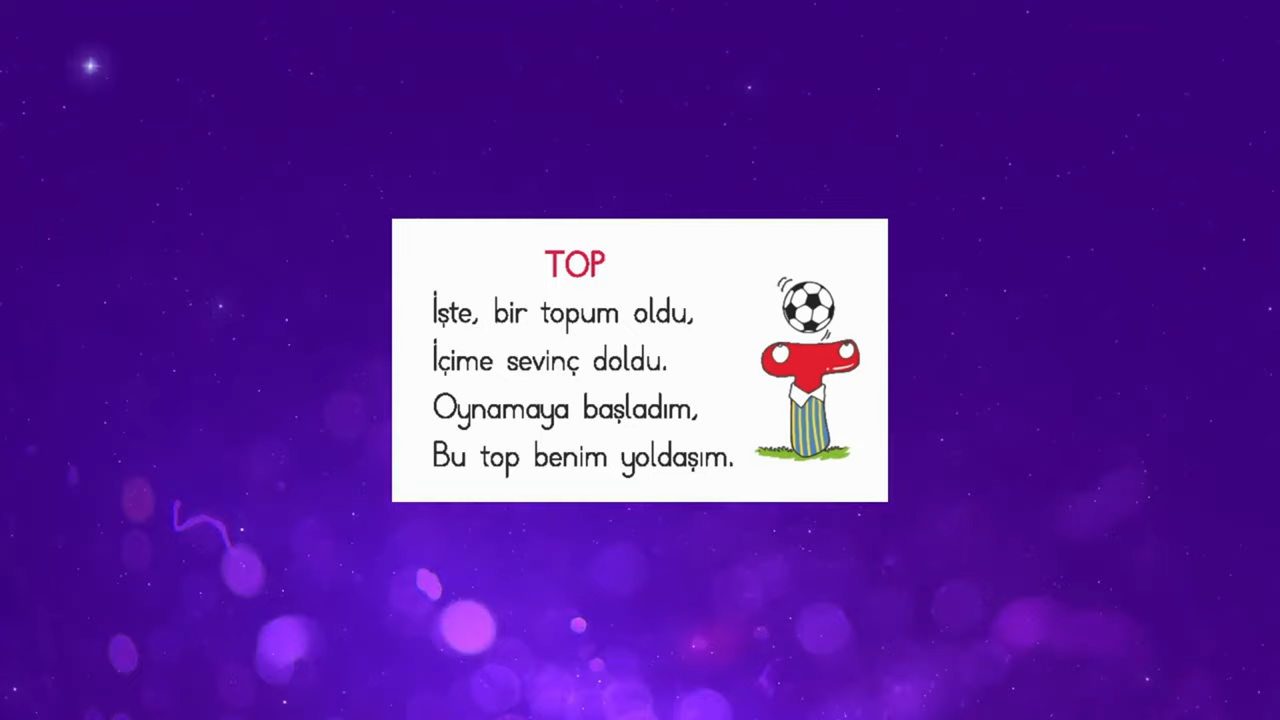 TOP
İşte, bir topum oldu,
İçime sevinç doldu.
Oynamaya başladım,
Bu top benim yoldaşım.